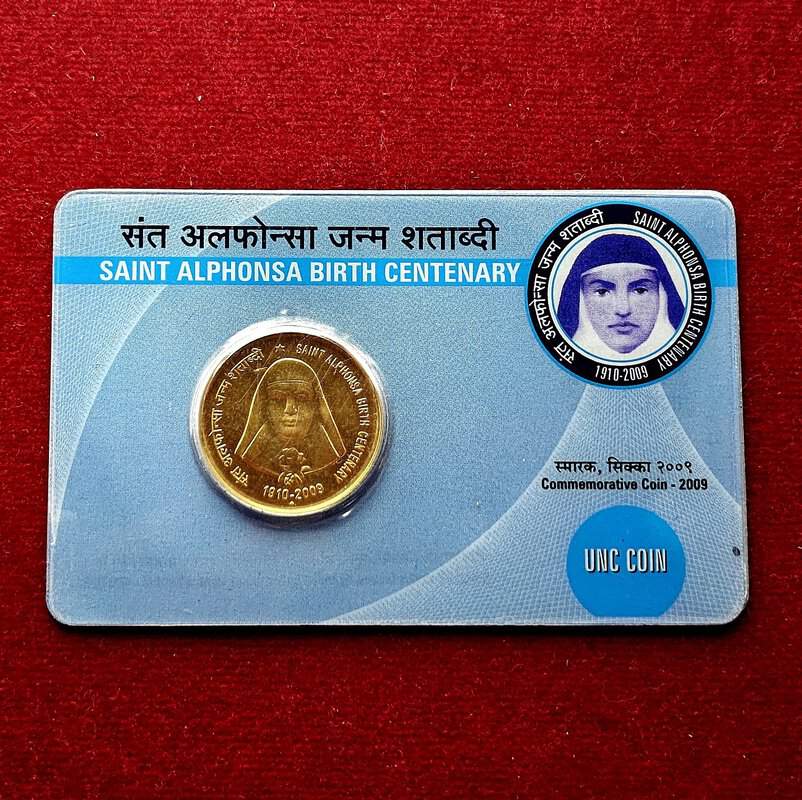 संत अलफोन्सा जन्म शताब्दी
SAINT ALPHONSA BIRTH CENTENARY
संत अलफोन्सा जन्म शताब्दी
SAINT ALPHONSA BIRTH CENTENARY
1910-2009
संत अलफोन्सा जन्म शताब्दी
SAINT ALPHONSA BIRTH CENTENARY
1910-2009
स्मारक, सिक्का २००९
Commemorative Coin - 2009
UNC COIN